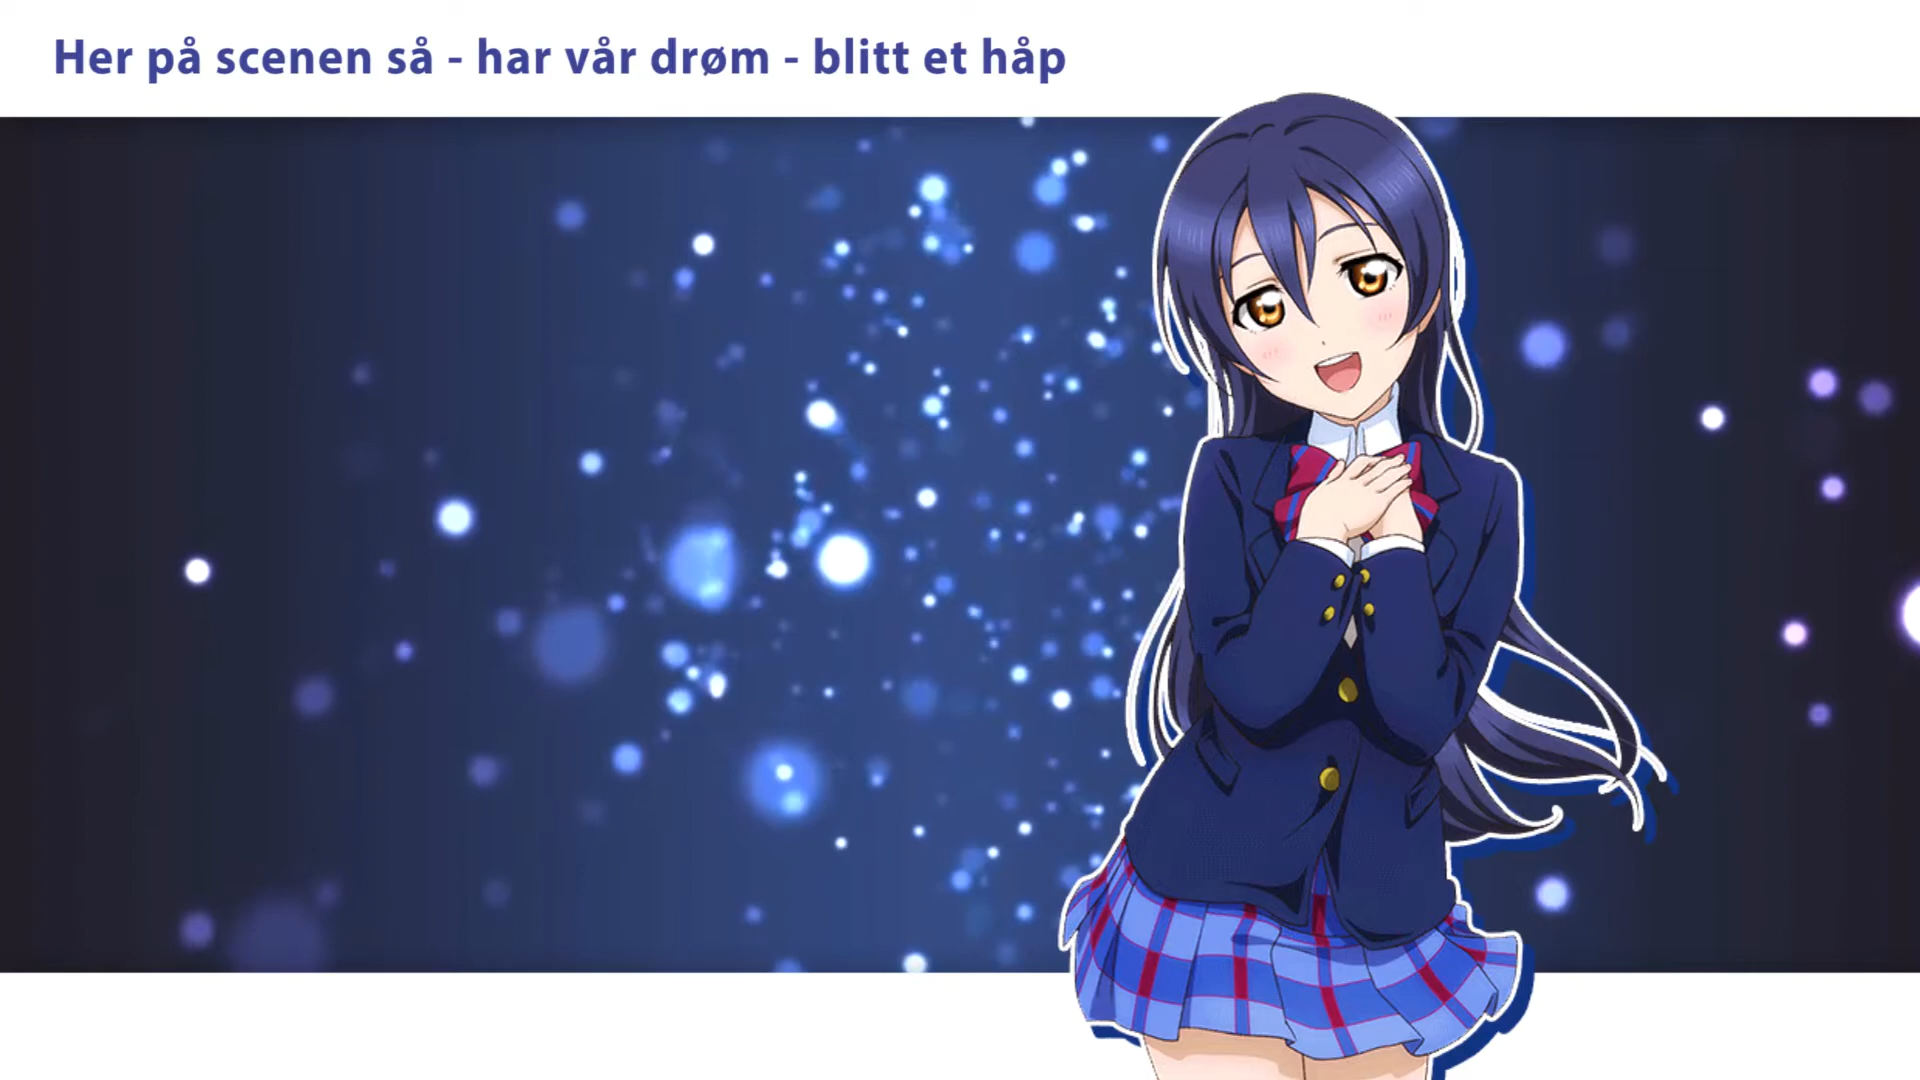 Her på scenen så - har vår drøm - blitt et håp